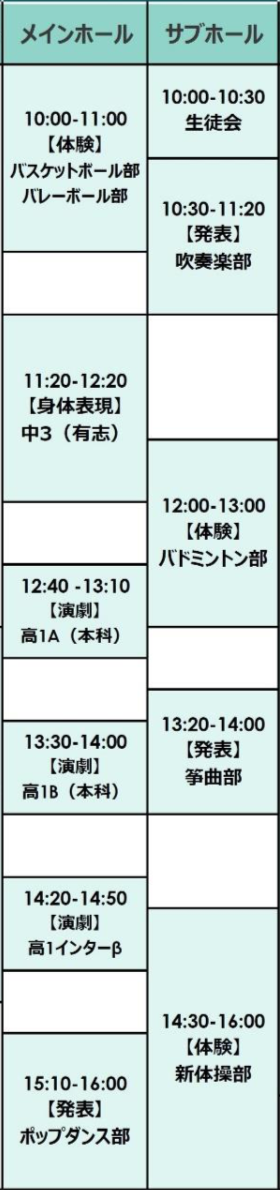 メインホール
10:00-11:00
【体験】
バスケットボール部
バレーボール部
11:20-12:20
【身体表現】
中3（有志）
12:40 -13:10
【演劇】
高1A（本科）
13:30-14:00
【演劇】
高1B（本科）
14:20-14:50
【演劇】
高1インターβ
15:10-16:00
【発表】
ポップダンス部
サブホール
10:00-10:30
生徒会
10:30-11:20
【発表】
吹奏楽部
12:00-13:00
【体験】
バドミントン部
13:20-14:00
【発表】
箏曲部
14:30-16:00
【体験】
新体操部